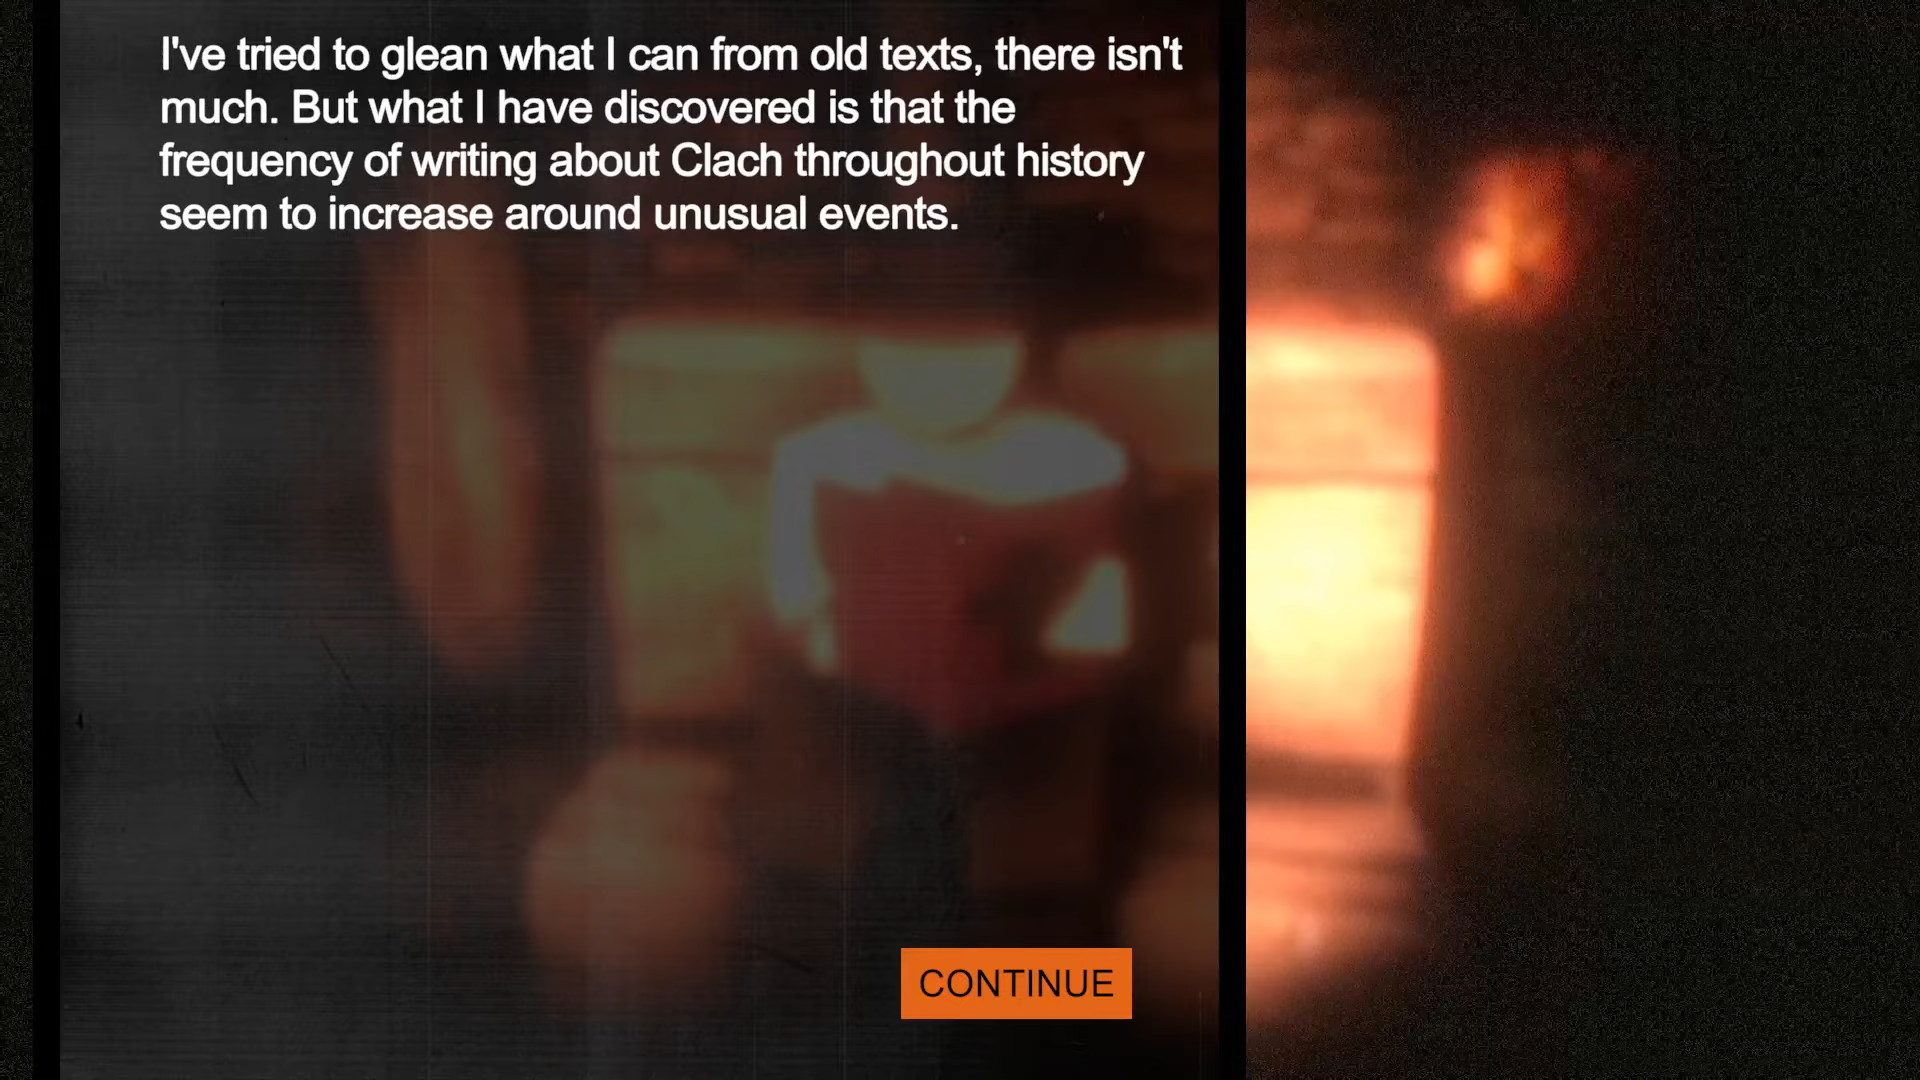 I've tried to glean what I can from old texts, there isn't
much. But what I have discovered is that the
frequency of writing about Clach throughout history
seem to increase around unusual events.
CONTINUE